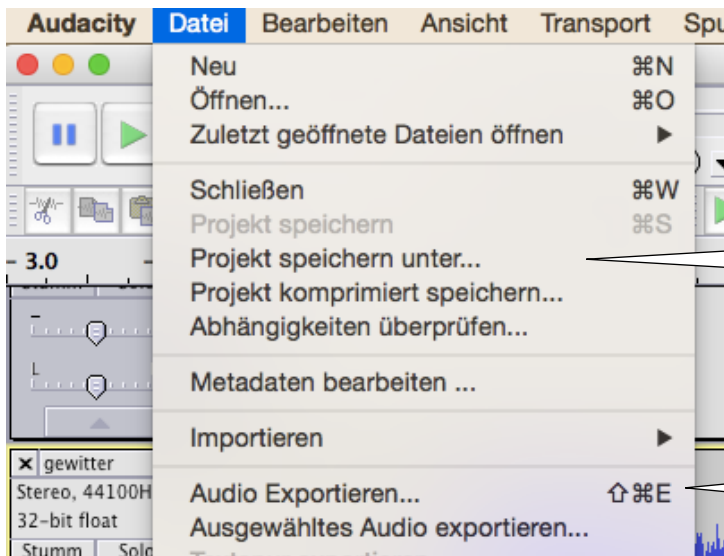 Audacity Datei Bearbeiten Ansicht Transport
Neu ⌘N
Öffnen... ⌘O
Zuletzt geöffnete Dateien öffnen ▶
Schließen ⌘W
Projekt speichern ⌘S
Projekt speichern unter...
Projekt komprimiert speichern...
Abhängigkeiten überprüfen...
Metadaten bearbeiten ...
Importieren ▶
Audio Exportieren... ⇧⌘E
Ausgewähltes Audio exportieren...
- 3.0
-
L
× gewitter
Stereo, 44100H
32-bit float
Stumm Solo